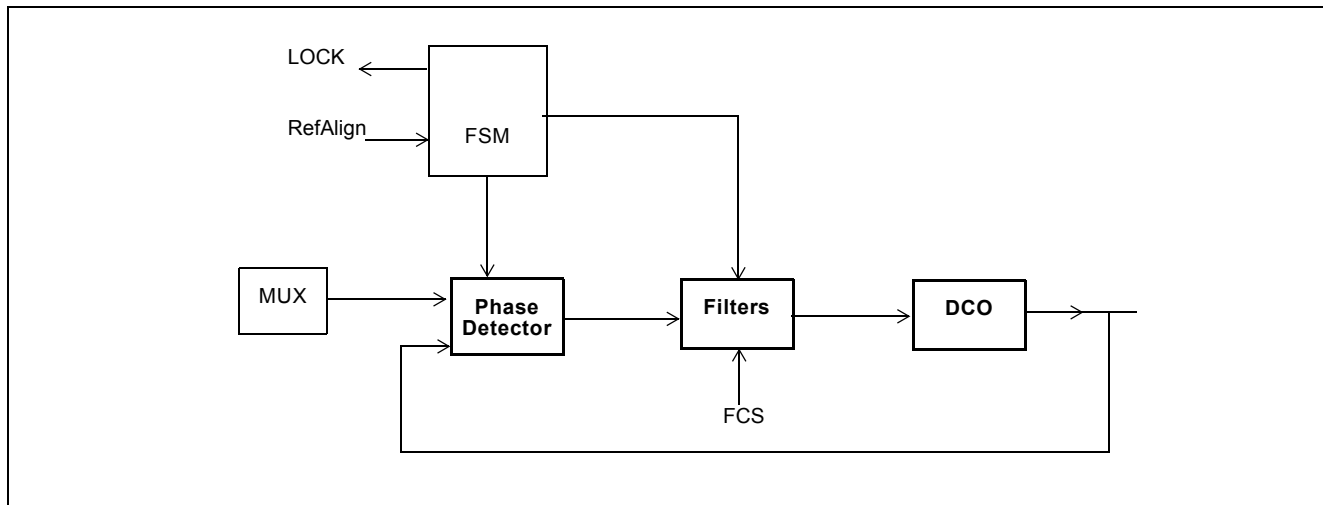 LOCK
RefAlign
FSM
MUX
Phase
Detector
Filters
DCO
FCS